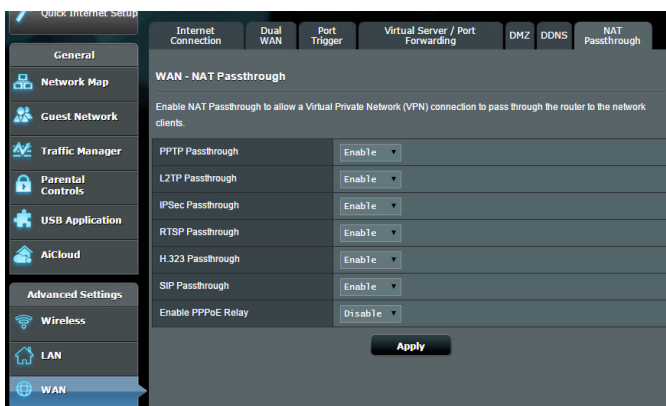 Quick Internet Setup
General
Network Map
Guest Network
Traffic Manager
Parental
Controls
USB Application
AiCloud
Advanced Settings
Wireless
LAN
WAN
Internet
Connection
Dual
WAN
Port
Trigger
Virtual Server / Port
Forwarding
DMZ
DDNS
NAT
Passthrough
WAN - NAT Passthrough
Enable NAT Passthrough to allow a Virtual Private Network (VPN) connection to pass through the router to the network
clients.
PPTP Passthrough Enable
L2TP Passthrough Enable
IPSec Passthrough Enable
RTSP Passthrough Enable
H.323 Passthrough Enable
SIP Passthrough Enable
Enable PPPoE Relay Disable
Apply